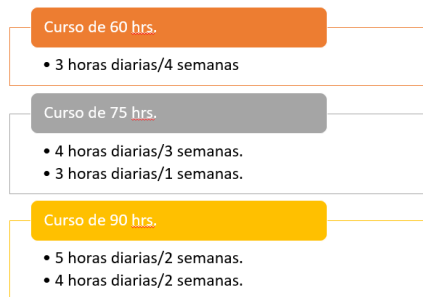 Curso de 60 hrs.
• 3 horas diarias/4 semanas
Curso de 75 hrs.
• 4 horas diarias/3 semanas.
• 3 horas diarias/1 semanas.
Curso de 90 hrs.
• 5 horas diarias/2 semanas.
• 4 horas diarias/2 semanas.